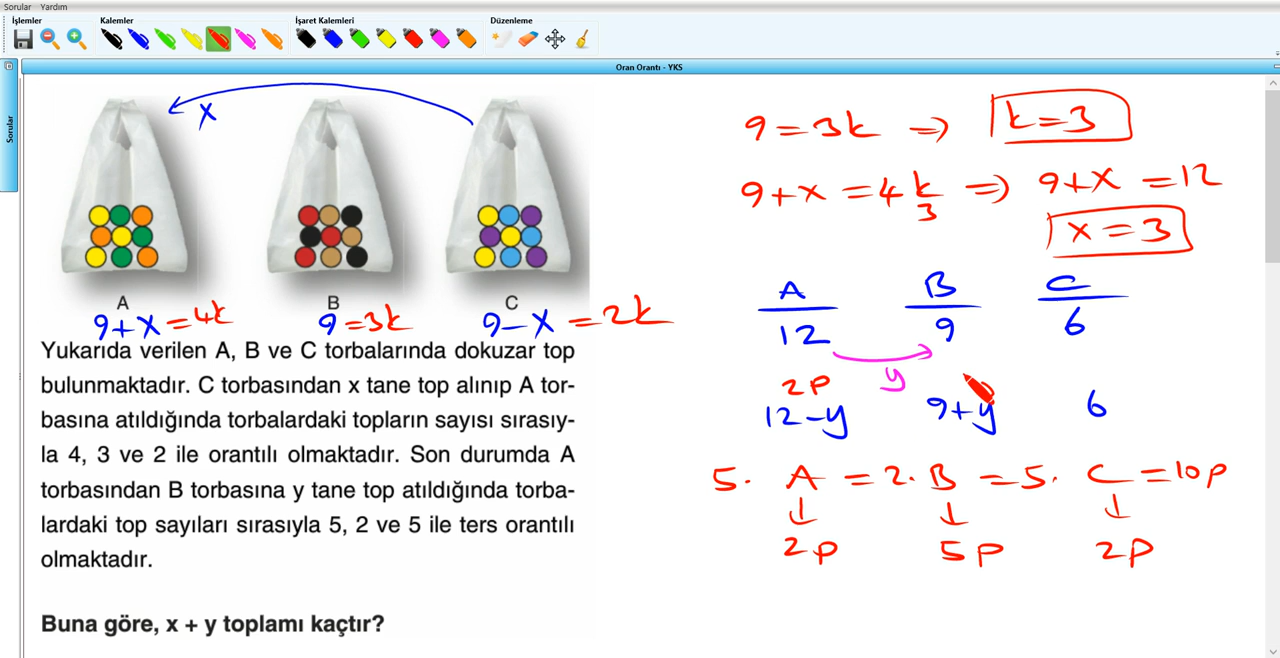 Sorular Yardım
İşlemler Kalemler İşaret Kalemleri Düzenleme
Oran Orantı - YKS
Sorular
x
A B C
9+x=4k 9=3k 9-x=2k
Yukarıda verilen A, B ve C torbalarında dokuzar top
bulunmaktadır. C torbasından x tane top alınıp A tor-
basına atıldığında torbalardaki topların sayısı sırasıy-
la 4, 3 ve 2 ile orantılı olmaktadır. Son durumda A
torbasından B torbasına y tane top atıldığında torba-
lardaki top sayıları sırasıyla 5, 2 ve 5 ile ters orantılı
olmaktadır.
Buna göre, x + y toplamı kaçtır?
9=3k ⇒ k=3
9+x=4k ⇒ 9+x=12
3
x=3
A B C
12 9 6
y
2p
12-y 9+y 6
5. A = 2. B = 5. C = 10p
↓ ↓ ↓
2p 5p 2p